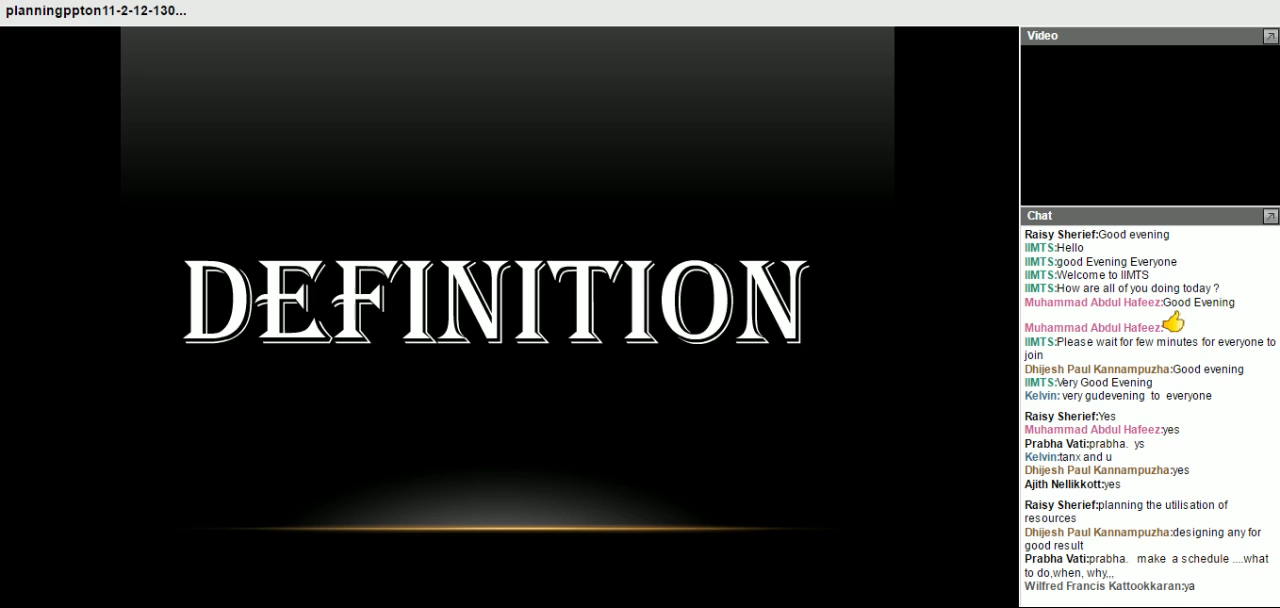 planningppton11-2-12-130...
DEFINITION
Video
Chat
Raisy Sherief:Good evening
IIMTS:Hello
IIMTS:good Evening Everyone
IIMTS:Welcome to IIMTS
IIMTS:How are all of you doing today ?
Muhammad Abdul Hafeez:Good Evening
Muhammad Abdul Hafeez:
IIMTS:Please wait for few minutes for everyone to
join
Dhijesh Paul Kannampuzha:Good evening
IIMTS:Very Good Evening
Kelvin: very gudevening to everyone
Raisy Sherief:Yes
Muhammad Abdul Hafeez:yes
Prabha Vati:prabha. ys
Kelvin:tanx and u
Dhijesh Paul Kannampuzha:yes
Ajith Nellikkott:yes
Raisy Sherief:planning the utilisation of
resources
Dhijesh Paul Kannampuzha:designing any for
good result
Prabha Vati:prabha. make a schedule ....what
to do,when, why,,,
Wilfred Francis Kattookkaran:ya